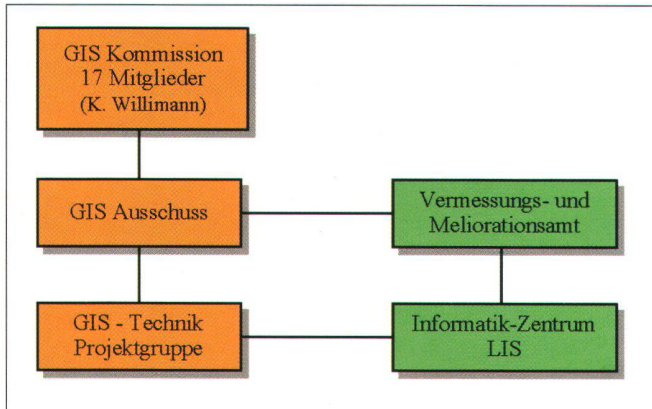 GIS Kommission
17 Mitglieder
(K. Willimann)
GIS Ausschuss
Vermessungs- und
Meliorationsamt
GIS - Technik
Projektgruppe
Informatik-Zentrum
LIS